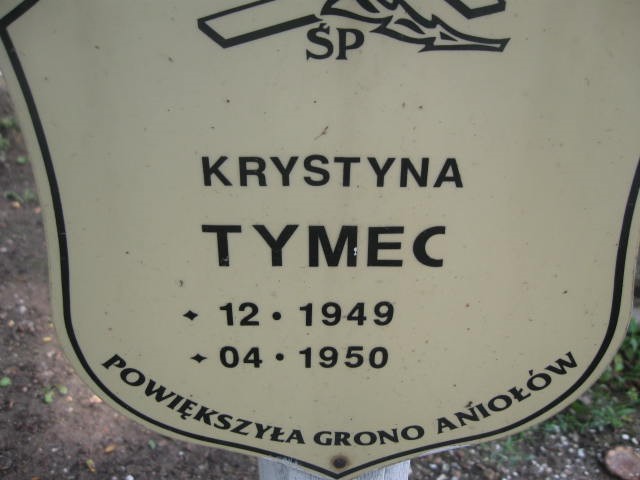 ŚP
KRYSTYNA
TYMEC
12 • 1949
04 • 1950
POWIĘKSZYŁA GRONO ANIOŁÓW